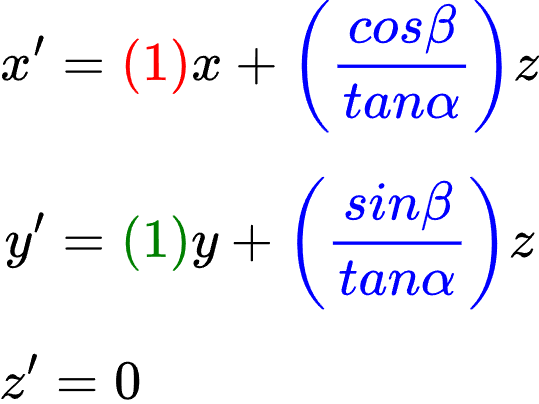 x′ = (1)x + (cosβ/tanα)z
y′ = (1)y + (sinβ/tanα)z
z′ = 0